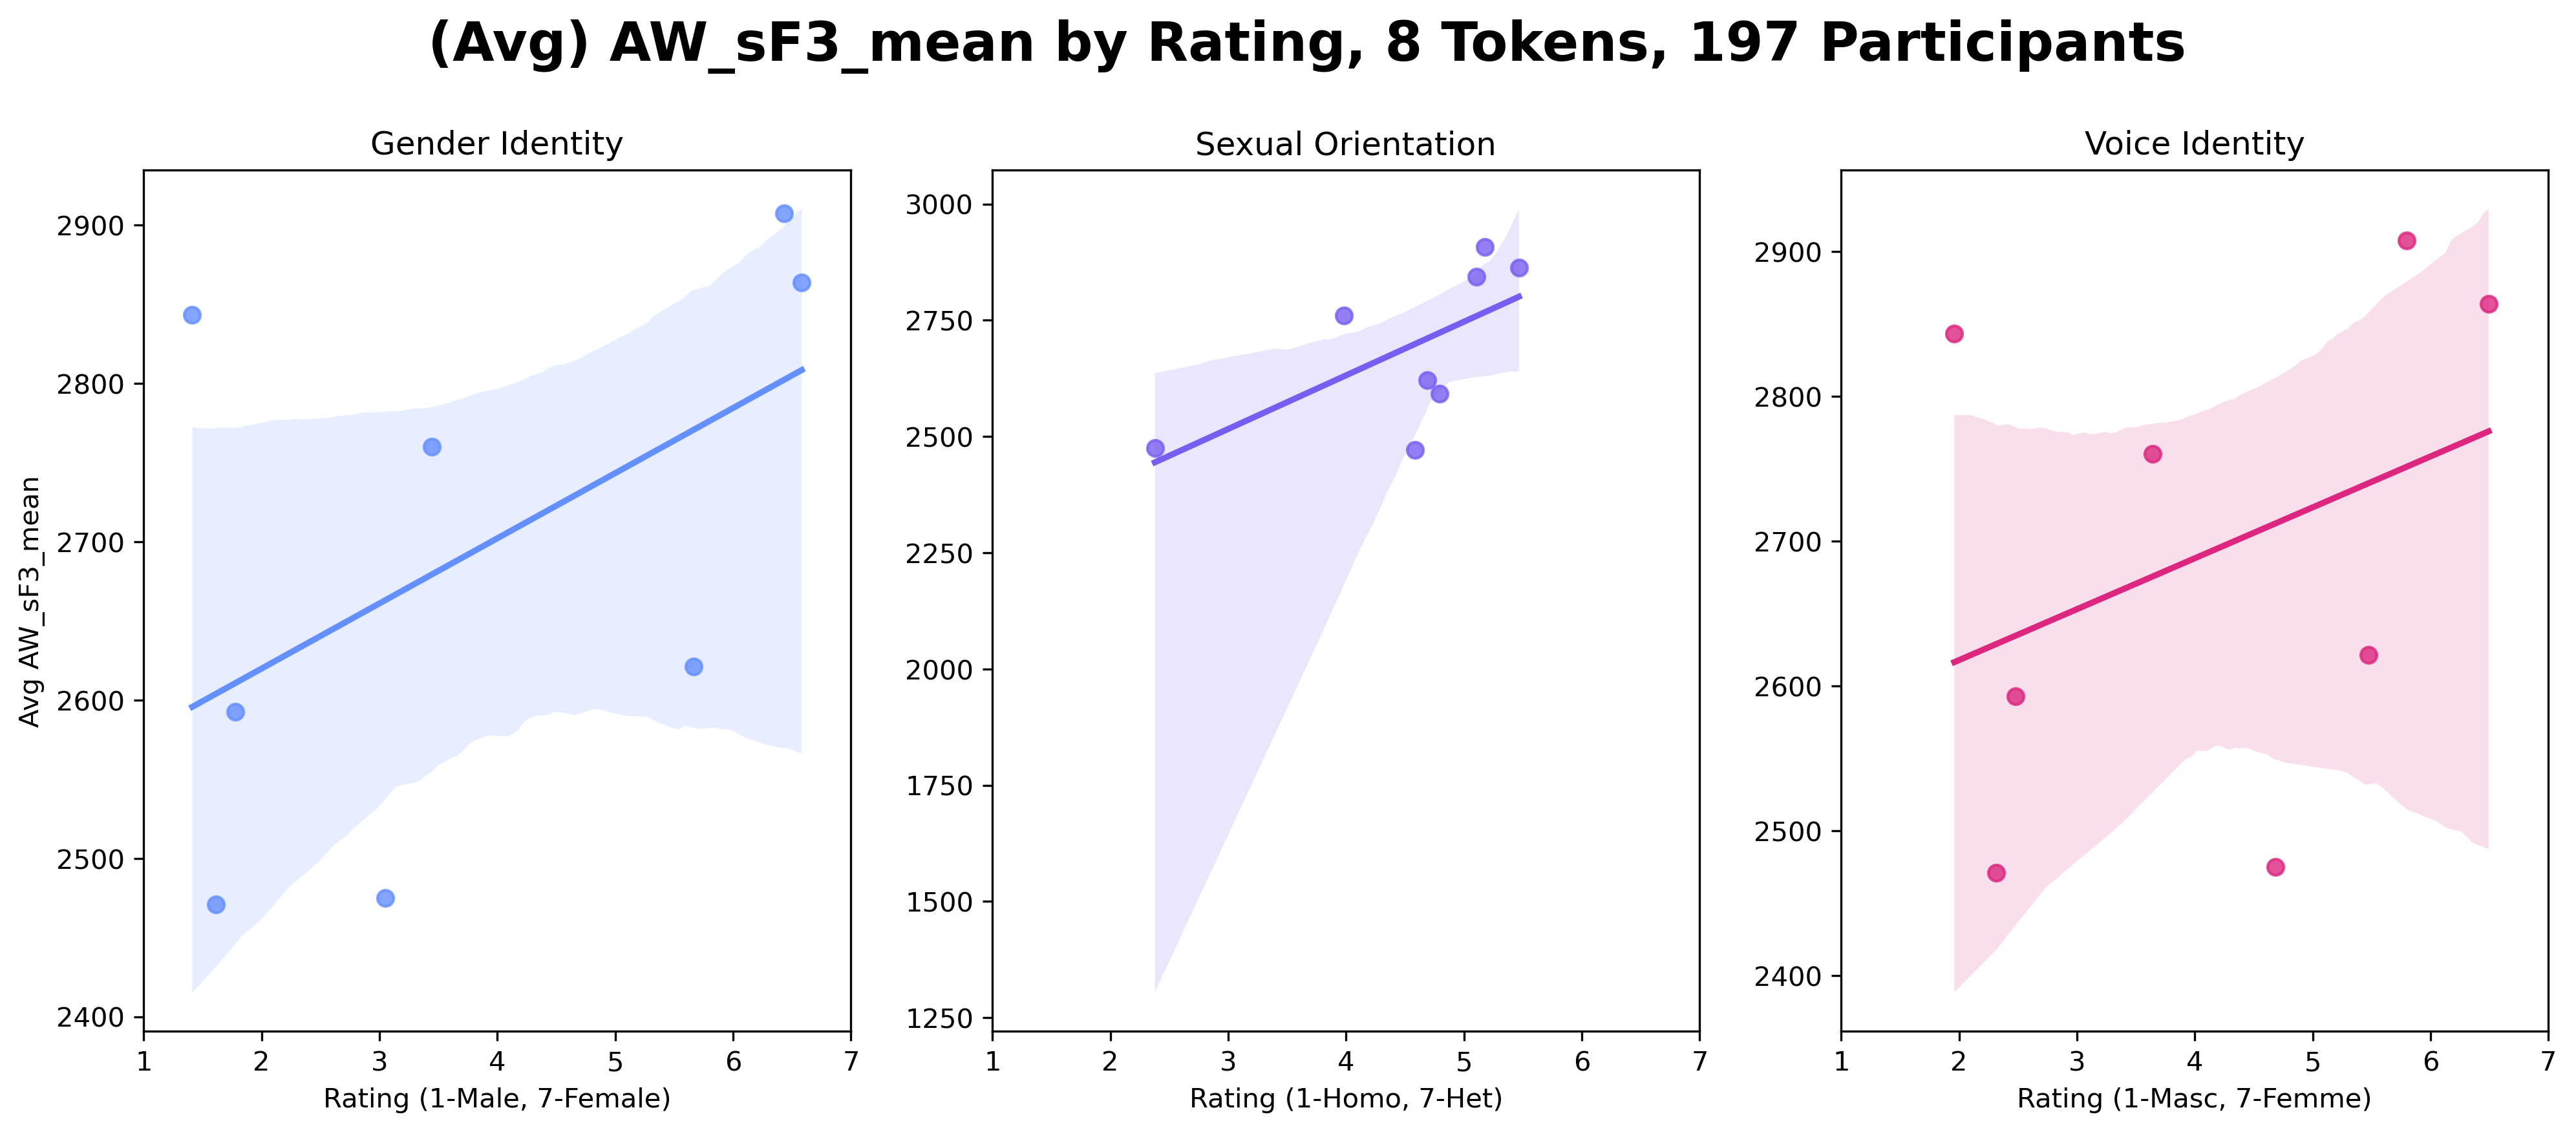 (Avg) AW_sF3_mean by Rating, 8 Tokens, 197 Participants
Gender Identity
Avg AW_sF3_mean
2900
2800
2700
2600
2500
2400
1 2 3 4 5 6 7
Rating (1-Male, 7-Female)
Sexual Orientation
3000
2750
2500
2250
2000
1750
1500
1250
1 2 3 4 5 6 7
Rating (1-Homo, 7-Het)
Voice Identity
2900
2800
2700
2600
2500
2400
1 2 3 4 5 6 7
Rating (1-Masc, 7-Femme)